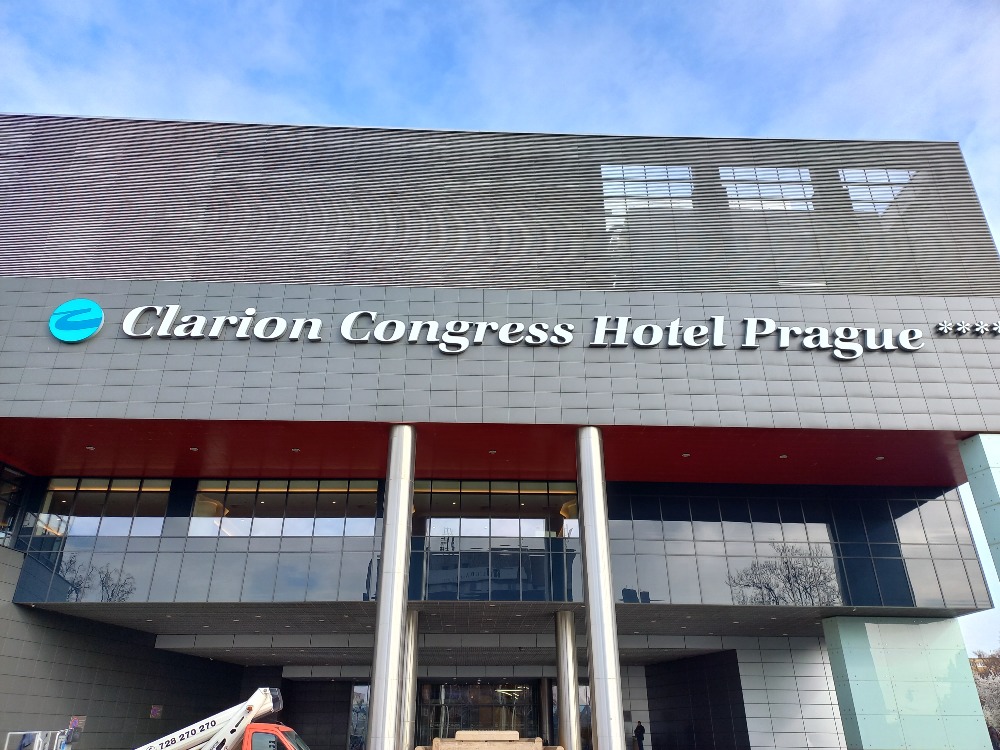 Clarion Congress Hotel Prague ****
728 270 270